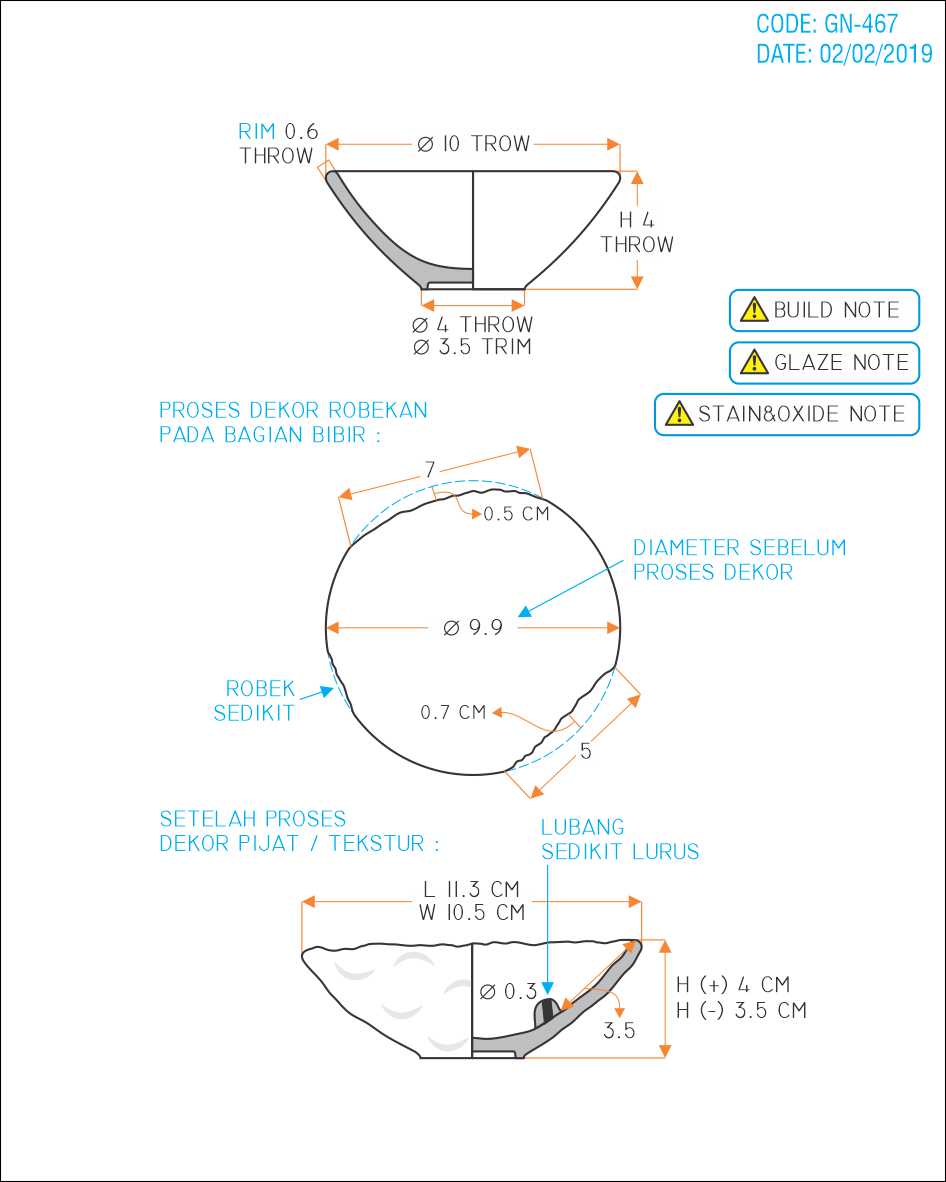 CODE: GN-467
DATE: 02/02/2019
RIM 0.6
THROW
Ø 10 TROW
H 4
THROW
Ø 4 THROW
Ø 3.5 TRIM
BUILD NOTE
GLAZE NOTE
STAIN&OXIDE NOTE
PROSES DEKOR ROBEKAN
PADA BAGIAN BIBIR :
7
0.5 CM
DIAMETER SEBELUM
PROSES DEKOR
Ø 9.9
ROBEK
SEDIKIT
0.7 CM
5
SETELAH PROSES
DEKOR PIJAT / TEKSTUR :
LUBANG
SEDIKIT LURUS
L 11.3 CM
W 10.5 CM
Ø 0.3
3.5
H (+) 4 CM
H (-) 3.5 CM